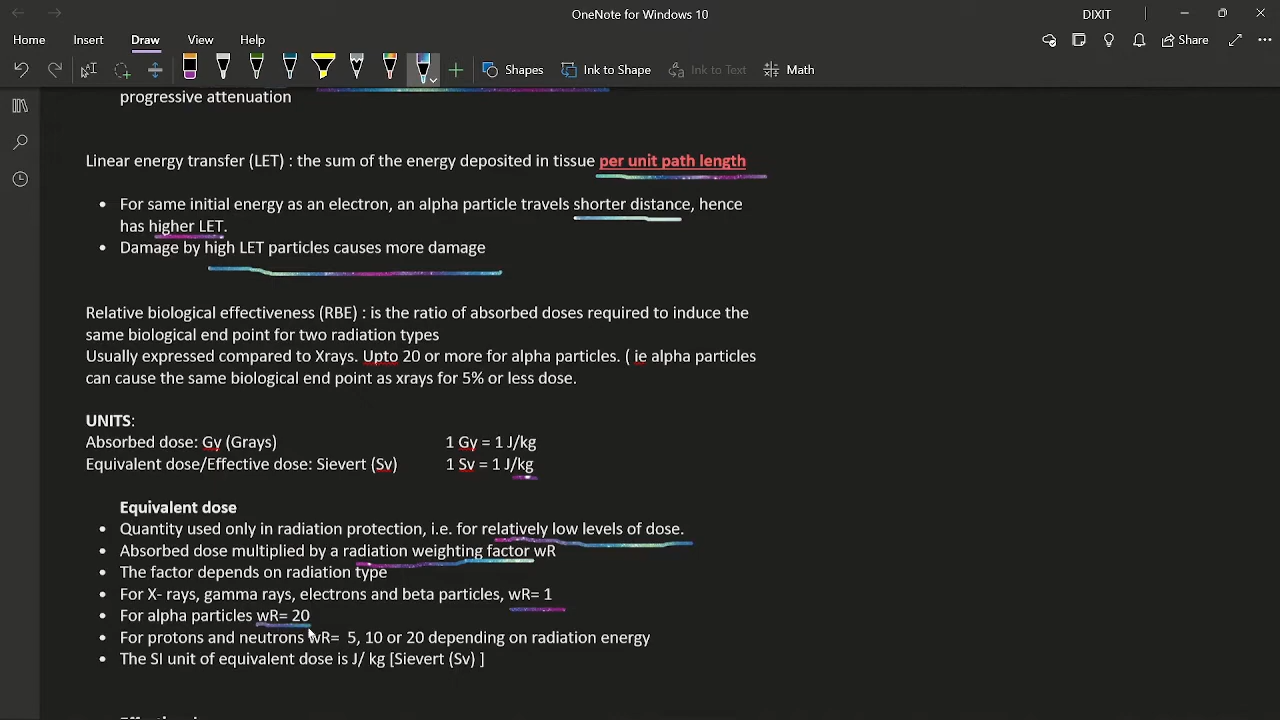 OneNote for Windows 10
DIXIT
Home Insert Draw View Help
Share
Shapes Ink to Shape Ink to Text Math
progressive attenuation
Linear energy transfer (LET) : the sum of the energy deposited in tissue per unit path length
• For same initial energy as an electron, an alpha particle travels shorter distance, hence
has higher LET.
• Damage by high LET particles causes more damage
Relative biological effectiveness (RBE) : is the ratio of absorbed doses required to induce the
same biological end point for two radiation types
Usually expressed compared to Xrays. Upto 20 or more for alpha particles. ( ie alpha particles
can cause the same biological end point as xrays for 5% or less dose.
UNITS:
Absorbed dose: Gy (Grays) 1 Gy = 1 J/kg
Equivalent dose/Effective dose: Sievert (Sv) 1 Sv = 1 J/kg
Equivalent dose
• Quantity used only in radiation protection, i.e. for relatively low levels of dose.
• Absorbed dose multiplied by a radiation weighting factor wR
• The factor depends on radiation type
• For X- rays, gamma rays, electrons and beta particles, wR= 1
• For alpha particles wR= 20
• For protons and neutrons wR= 5, 10 or 20 depending on radiation energy
• The SI unit of equivalent dose is J/ kg [Sievert (Sv) ]